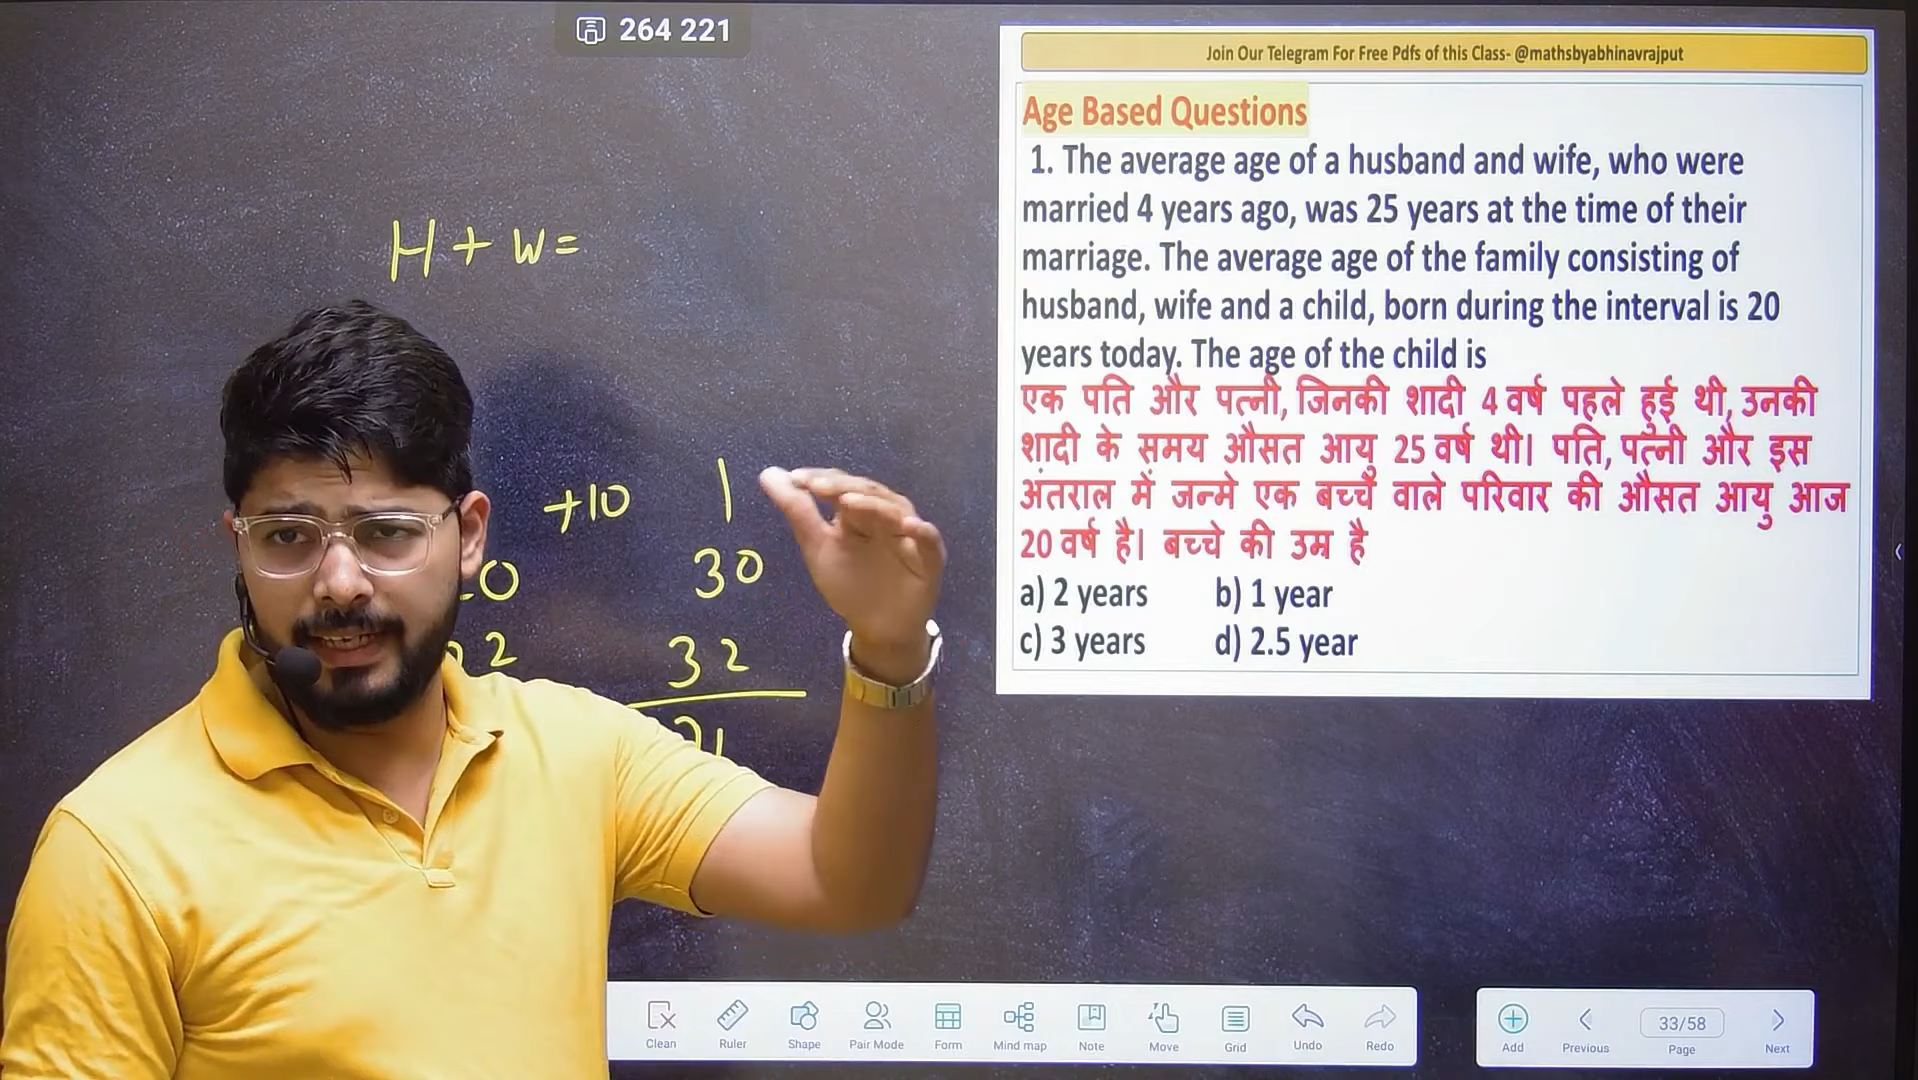 264 221
Join Our Telegram For Free Pdfs of this Class- @mathsbyabhinavrajput
Age Based Questions
1. The average age of a husband and wife, who were
married 4 years ago, was 25 years at the time of their
marriage. The average age of the family consisting of
husband, wife and a child, born during the interval is 20
years today. The age of the child is
एक पति और पत्नी, जिनकी शादी 4 वर्ष पहले हुई थी, उनकी
शादी के समय औसत आयु 25 वर्ष थी। पति, पत्नी और इस
अंतराल में जन्मे एक बच्चे वाले परिवार की औसत आयु आज
20 वर्ष है। बच्चे की उम्र है
a) 2 years b) 1 year
c) 3 years d) 2.5 year
H + W =
+10 1
30
2 32
Clean Ruler Shape Pair Mode Form Mind map Note Move Grid Undo Redo
Add Previous 33/58 Page Next